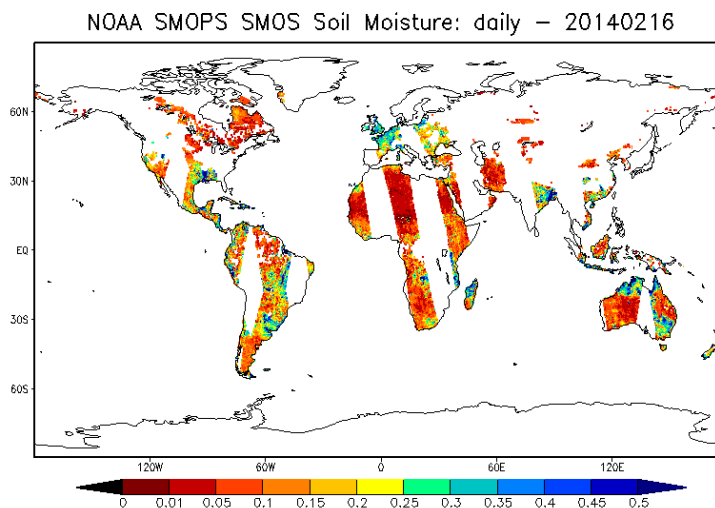 NOAA SMOPS SMOS Soil Moisture: daily – 20140216
60N
30N
EQ
30S
60S
120W 60W 0 60E 120E
0 0.01 0.05 0.1 0.15 0.2 0.25 0.3 0.35 0.4 0.45 0.5